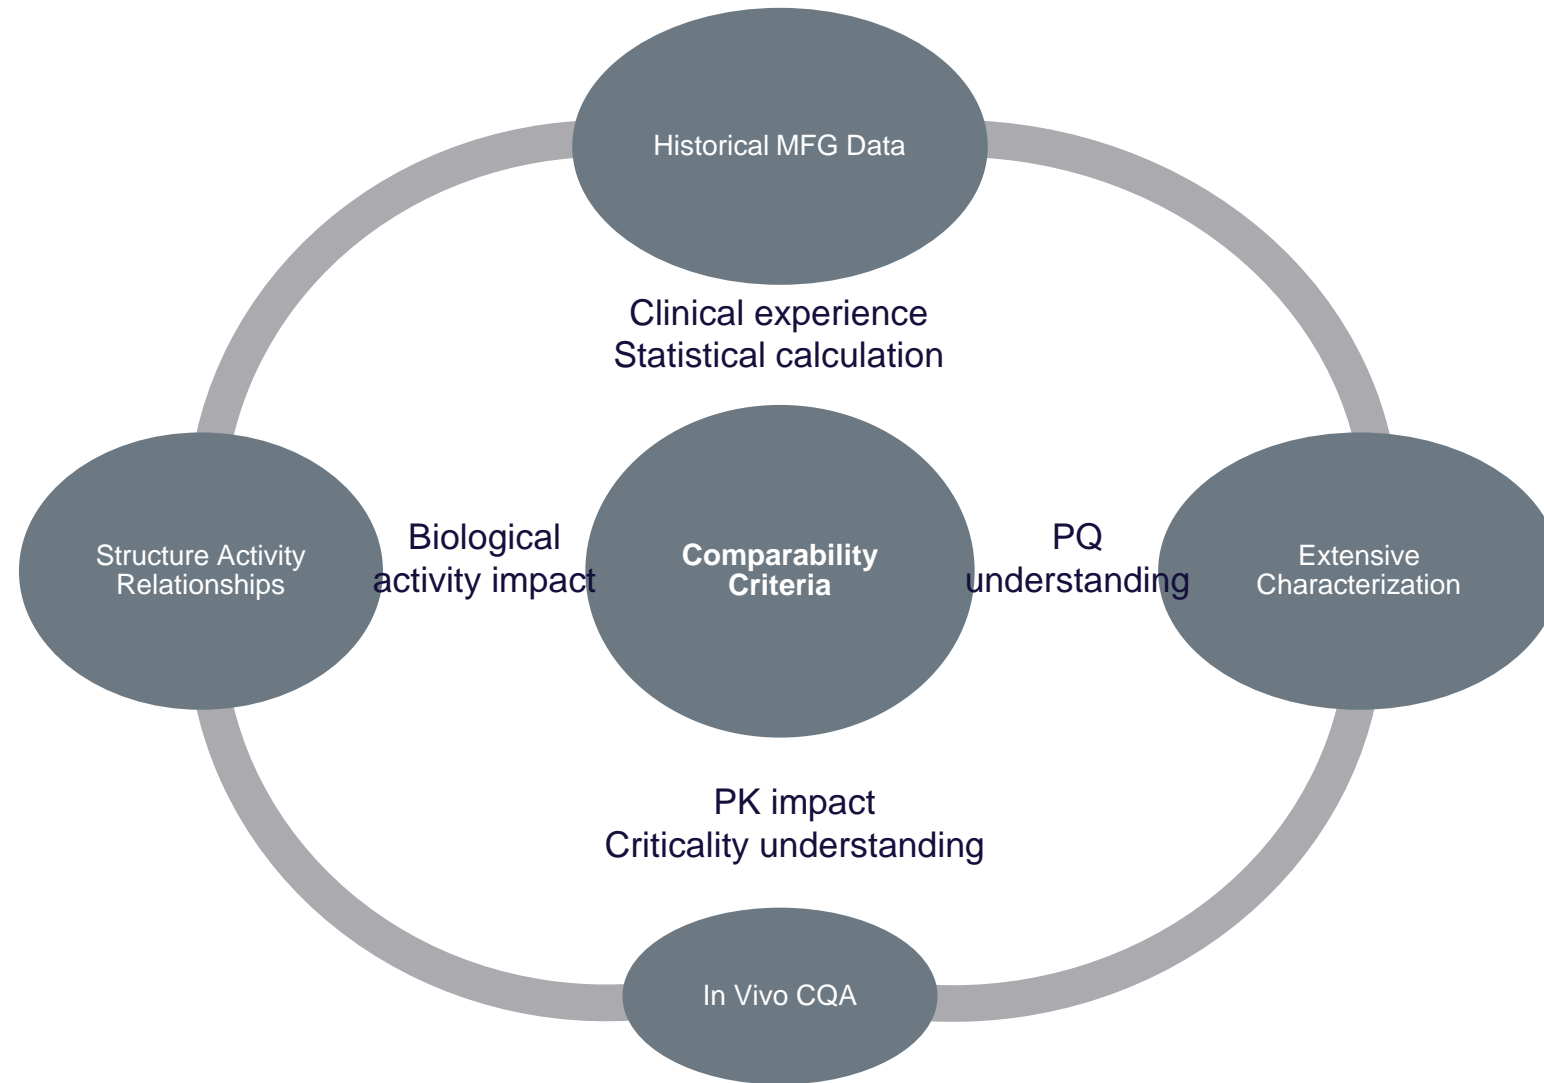 Historical MFG Data
Clinical experience
Statistical calculation
Structure Activity
Relationships
Biological
activity impact
Comparability
Criteria
PQ
understanding
Extensive
Characterization
PK impact
Criticality understanding
In Vivo CQA